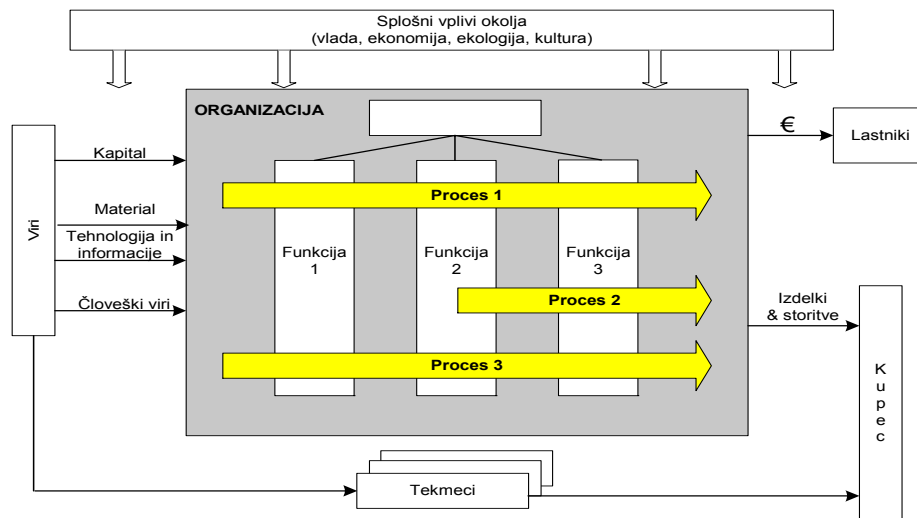 Splošni vplivi okolja
(vlada, ekonomija, ekologija, kultura)
ORGANIZACIJA
€
Lastniki
Viri
Kapital
Material
Tehnologija in
informacije
Človeški viri
Proces 1
Funkcija
1
Funkcija
2
Funkcija
3
Proces 2
Proces 3
Izdelki
& storitve
Kupec
Tekmeci